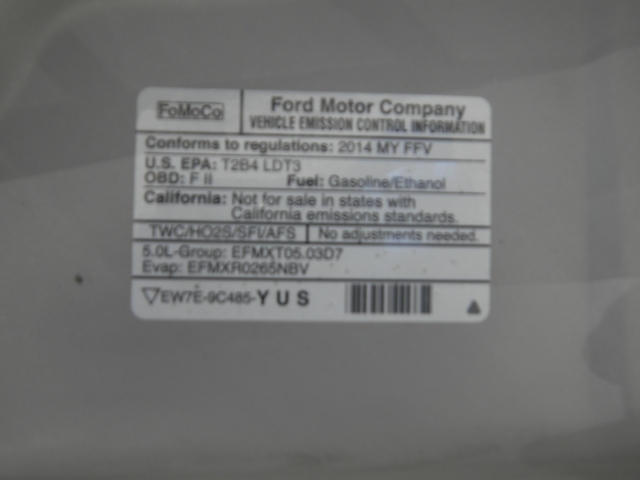 FoMoCo
Ford Motor Company
VEHICLE EMISSION CONTROL INFORMATION
Conforms to regulations: 2014 MY FFV
U.S. EPA: T2B4 LDT3
OBD: F II Fuel: Gasoline/Ethanol
California: Not for sale in states with
California emissions standards.
TWC/HO2S/SFI/AFS No adjustments needed.
5.0L-Group: EFMXT05.03D7
Evap: EFMXR0265NBV
EW7E-9C485-YUS